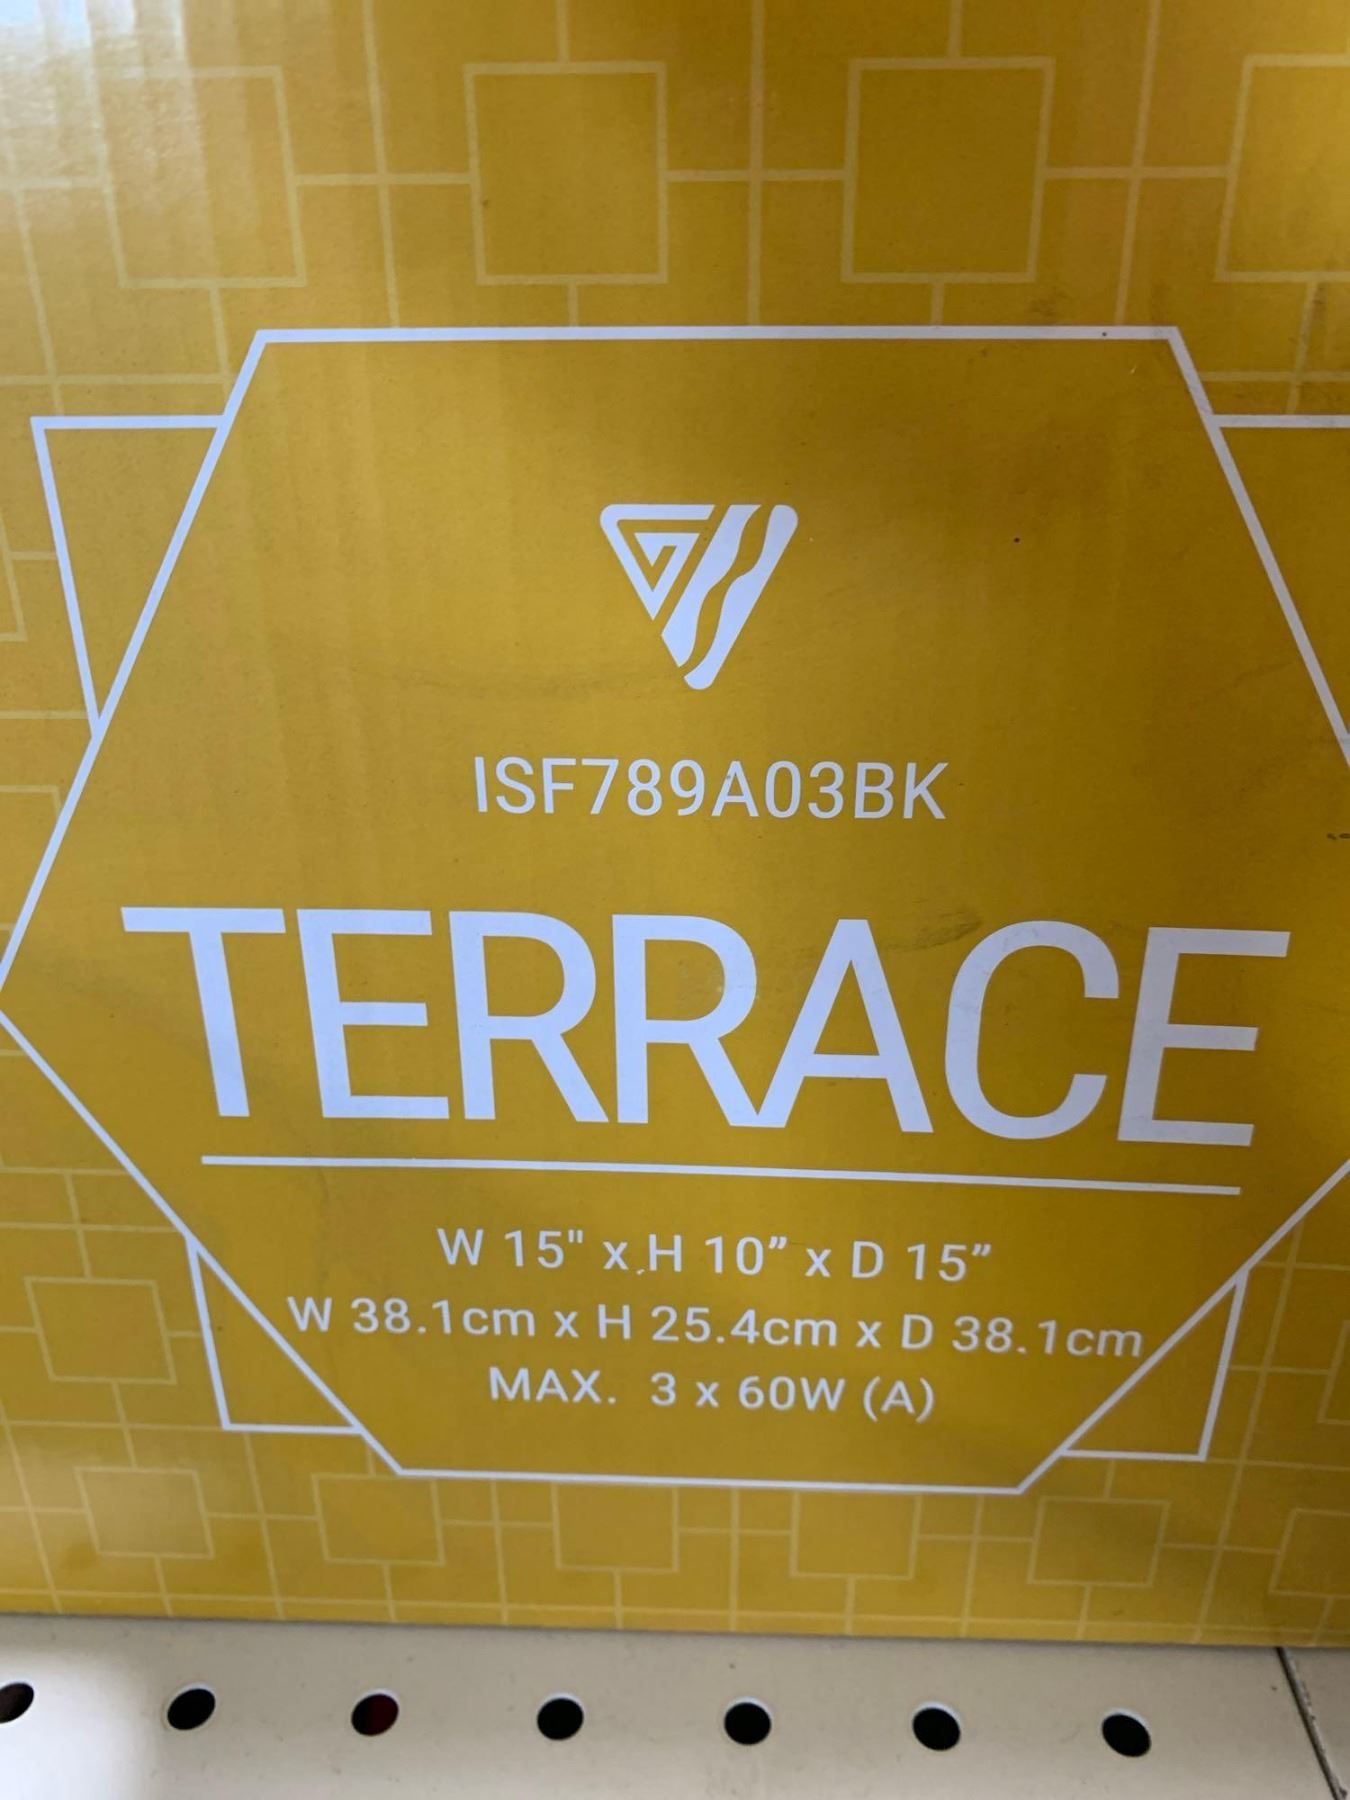 ISF789A03BK
TERRACE
W 15" x H 10” x D 15”
W 38.1cm x H 25.4cm x D 38.1cm
MAX. 3 x 60W (A)